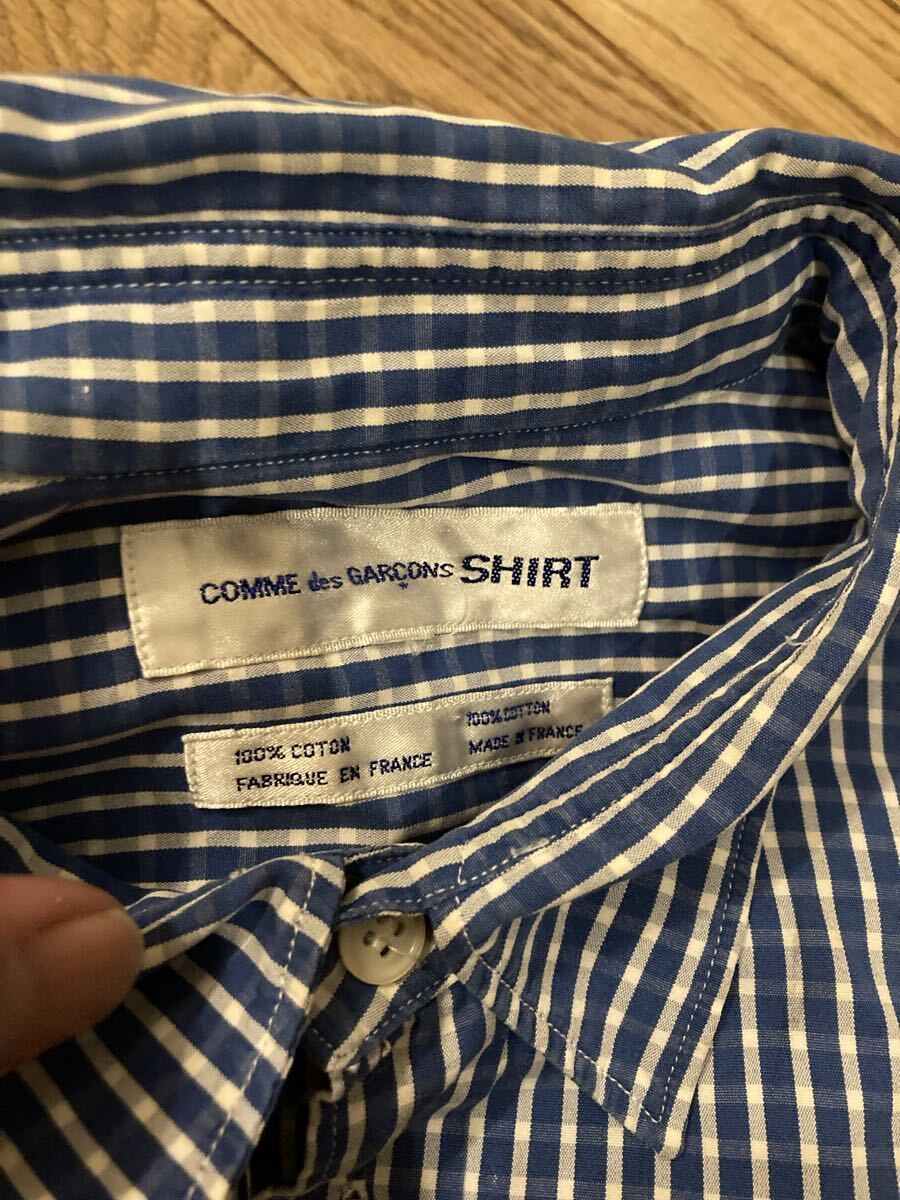 COMME des GARÇONS SHIRT
100% COTON
FABRIQUE EN FRANCE
100% COTTON
MADE IN FRANCE